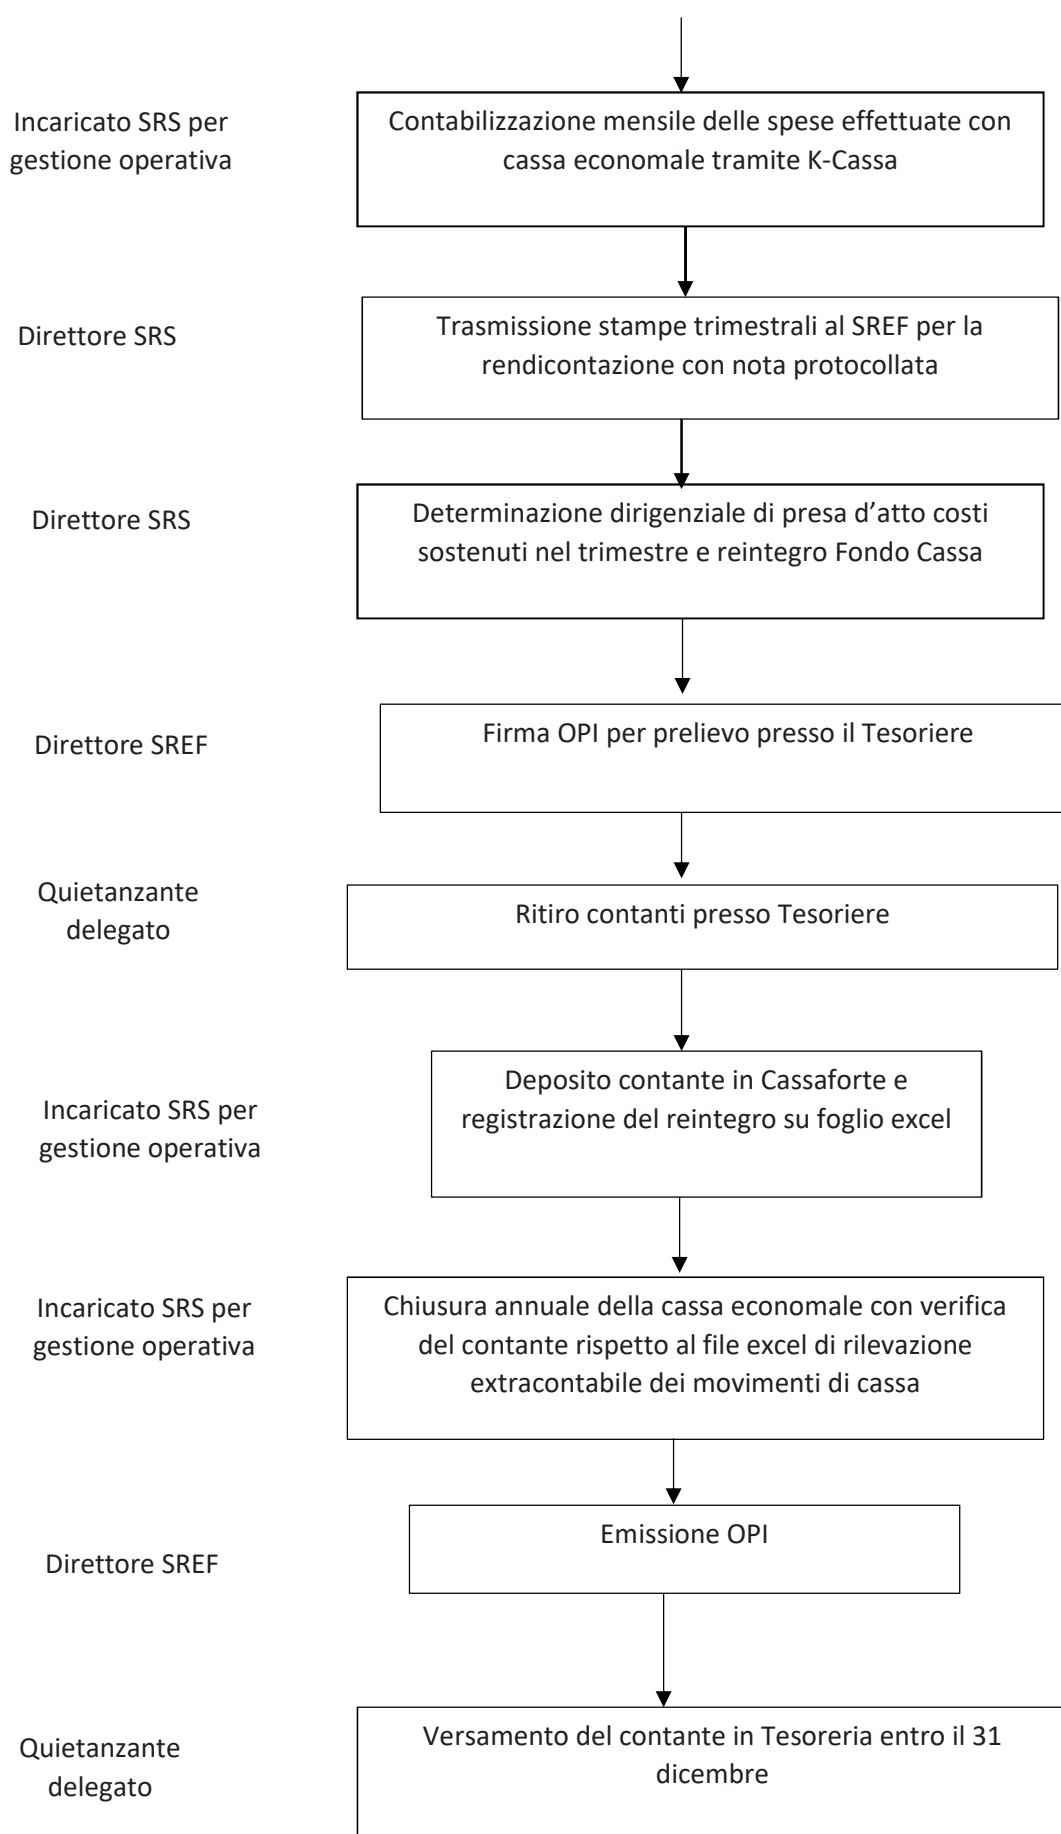 Incaricato SRS per
gestione operativa
Contabilizzazione mensile delle spese effettuate con
cassa economale tramite K-Cassa
Direttore SRS
Trasmissione stampe trimestrali al SREF per la
rendicontazione con nota protocollata
Direttore SRS
Determinazione dirigenziale di presa d’atto costi
sostenuti nel trimestre e reintegro Fondo Cassa
Direttore SREF
Firma OPI per prelievo presso il Tesoriere
Quietanzante
delegato
Ritiro contanti presso Tesoriere
Incaricato SRS per
gestione operativa
Deposito contante in Cassaforte e
registrazione del reintegro su foglio excel
Incaricato SRS per
gestione operativa
Chiusura annuale della cassa economale con verifica
del contante rispetto al file excel di rilevazione
extracontabile dei movimenti di cassa
Direttore SREF
Emissione OPI
Quietanzante
delegato
Versamento del contante in Tesoreria entro il 31
dicembre